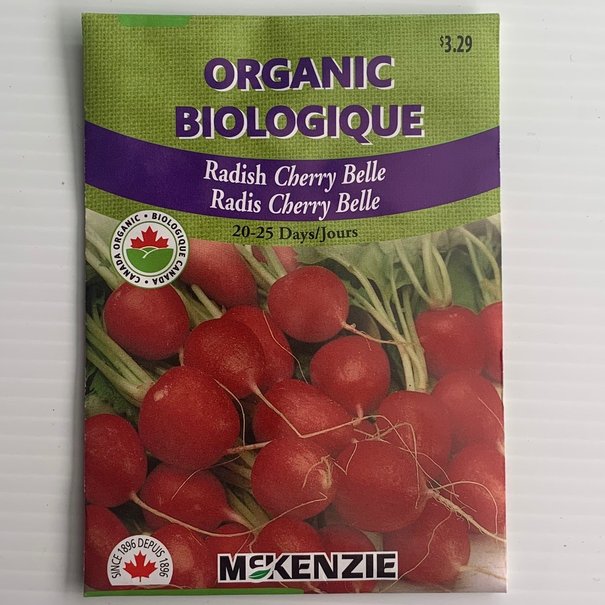 $3.29
ORGANIC
BIOLOGIQUE
Radish Cherry Belle
Radis Cherry Belle
20-25 Days/Jours
CANADA ORGANIC • BIOLOGIQUE CANADA •
SINCE 1896 DEPUIS 1896
McKENZIE